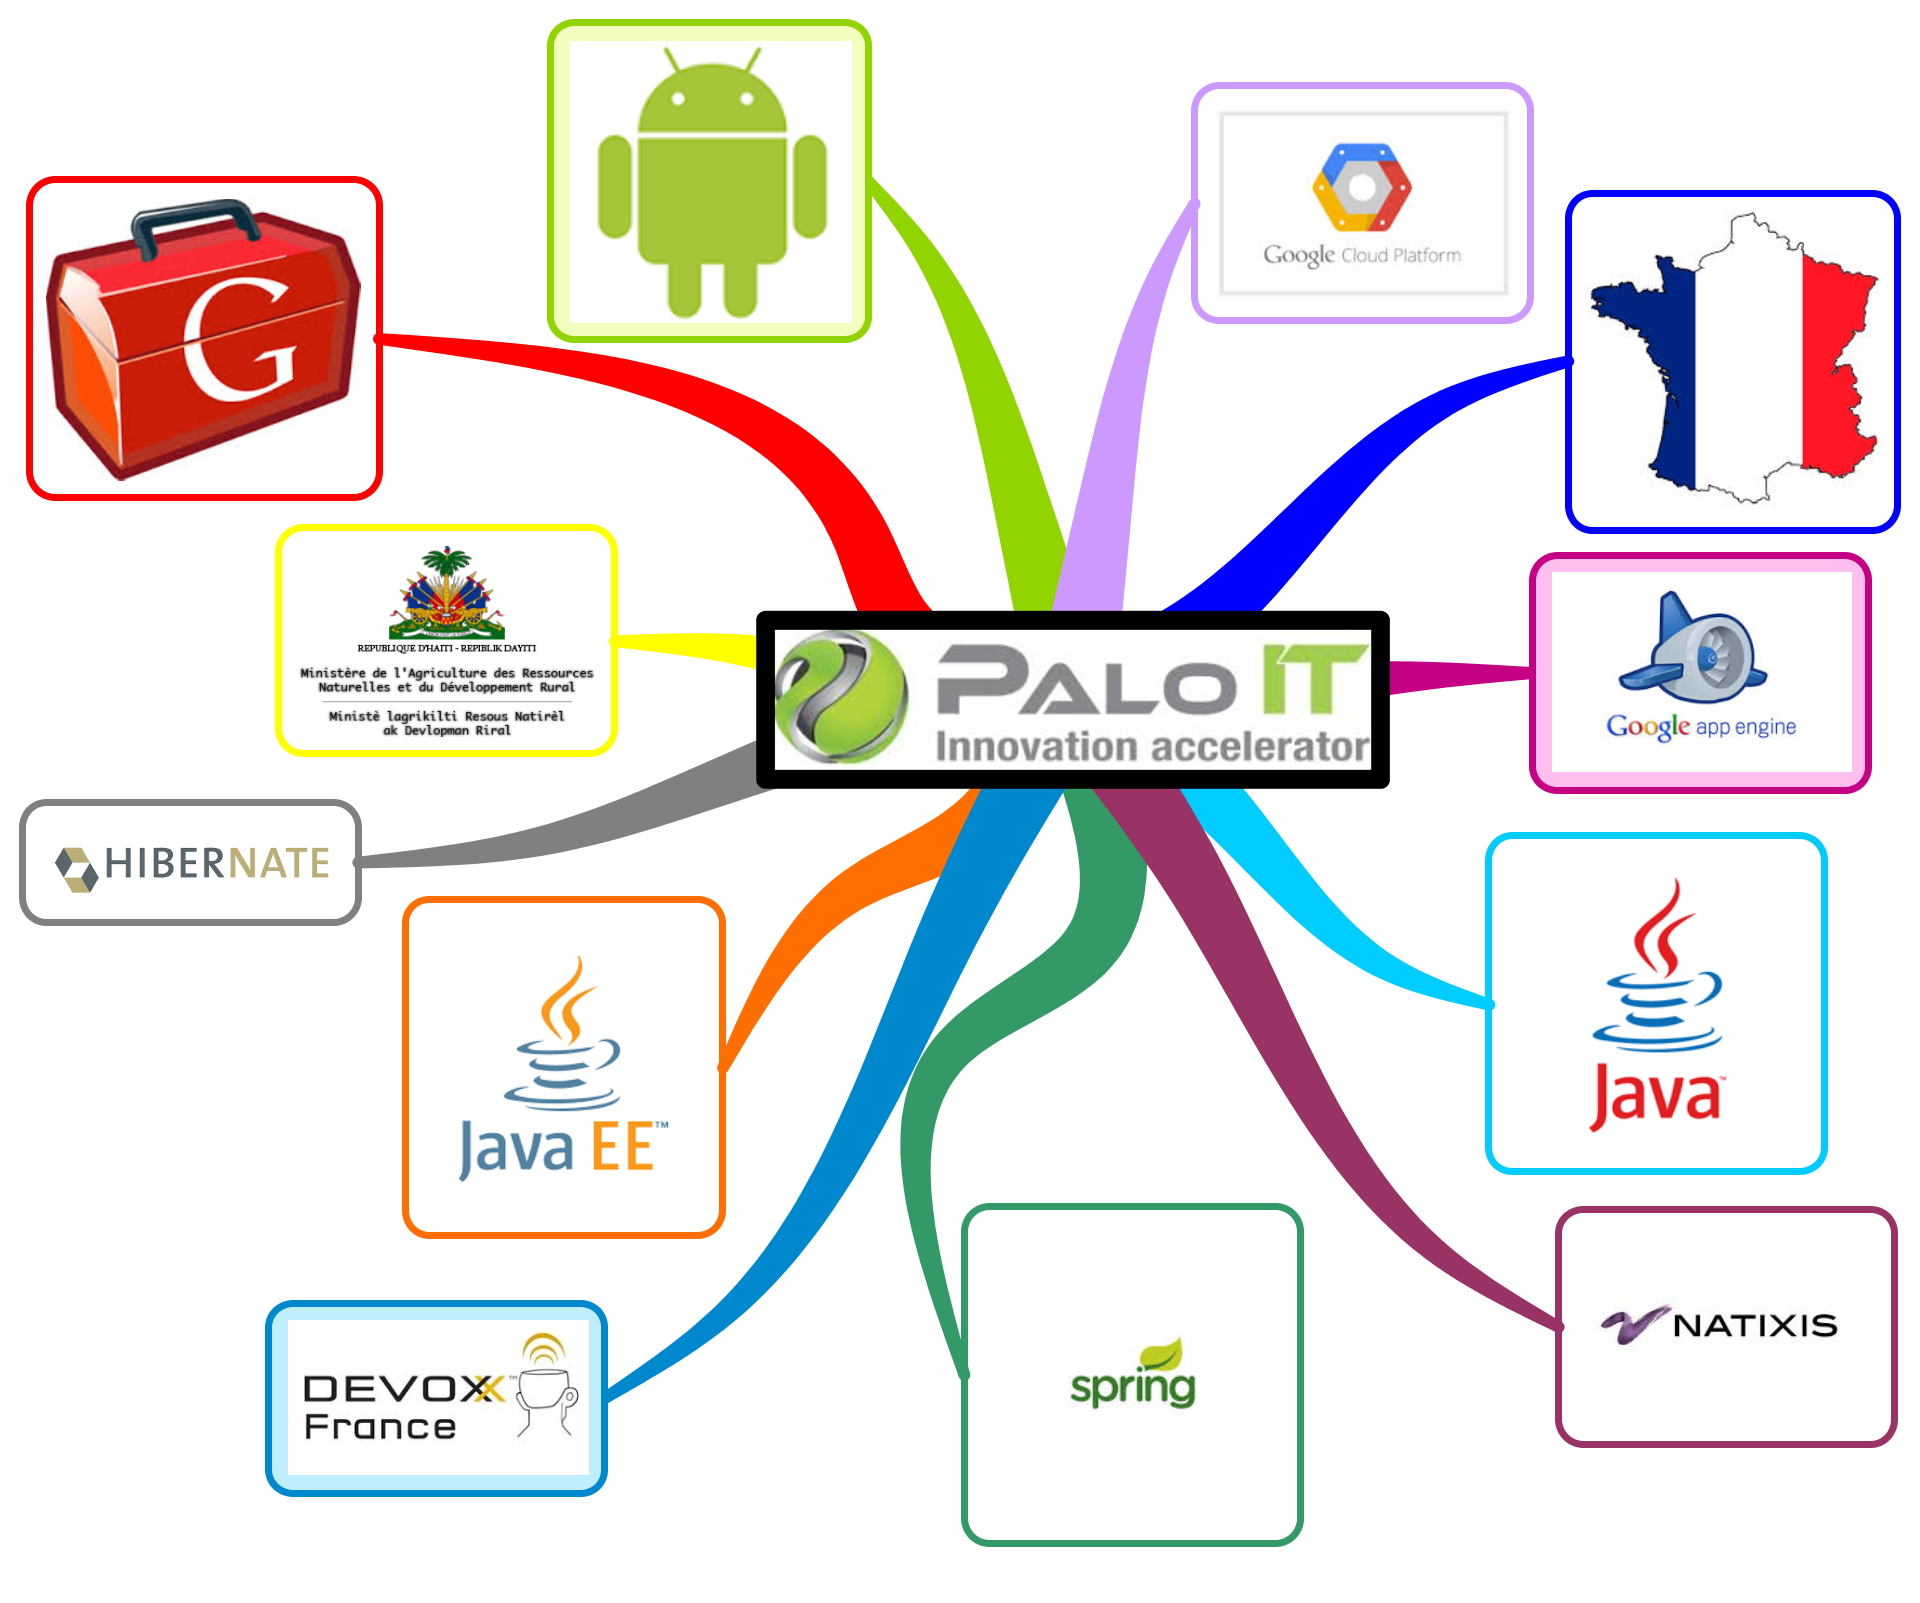 Google Cloud Platform
G
REPUBLIQUE D'HAITI - REPIBLIK DAYITI
Ministère de l'Agriculture des Ressources
Naturelles et du Développement Rural
Ministè lagrikilti Resous Natirèl
ak Devlopman Riral
PALO IT
Innovation accelerator
Google app engine
HIBERNATE
Java™
Java EE™
NATIXIS
DEVOXX™
France
spring